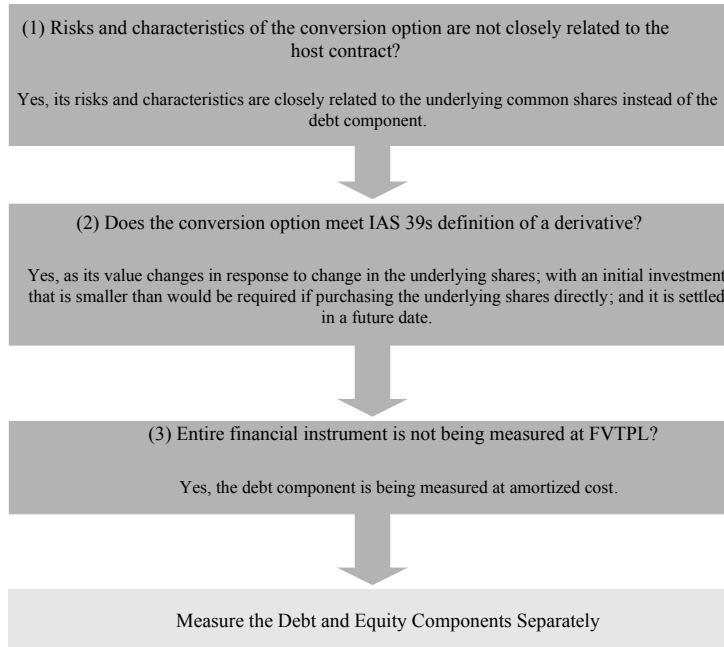 (1) Risks and characteristics of the conversion option are not closely related to the
host contract?
Yes, its risks and characteristics are closely related to the underlying common shares instead of the
debt component.
(2) Does the conversion option meet IAS 39s definition of a derivative?
Yes, as its value changes in response to change in the underlying shares; with an initial investment
that is smaller than would be required if purchasing the underlying shares directly; and it is settled
in a future date.
(3) Entire financial instrument is not being measured at FVTPL?
Yes, the debt component is being measured at amortized cost.
Measure the Debt and Equity Components Separately